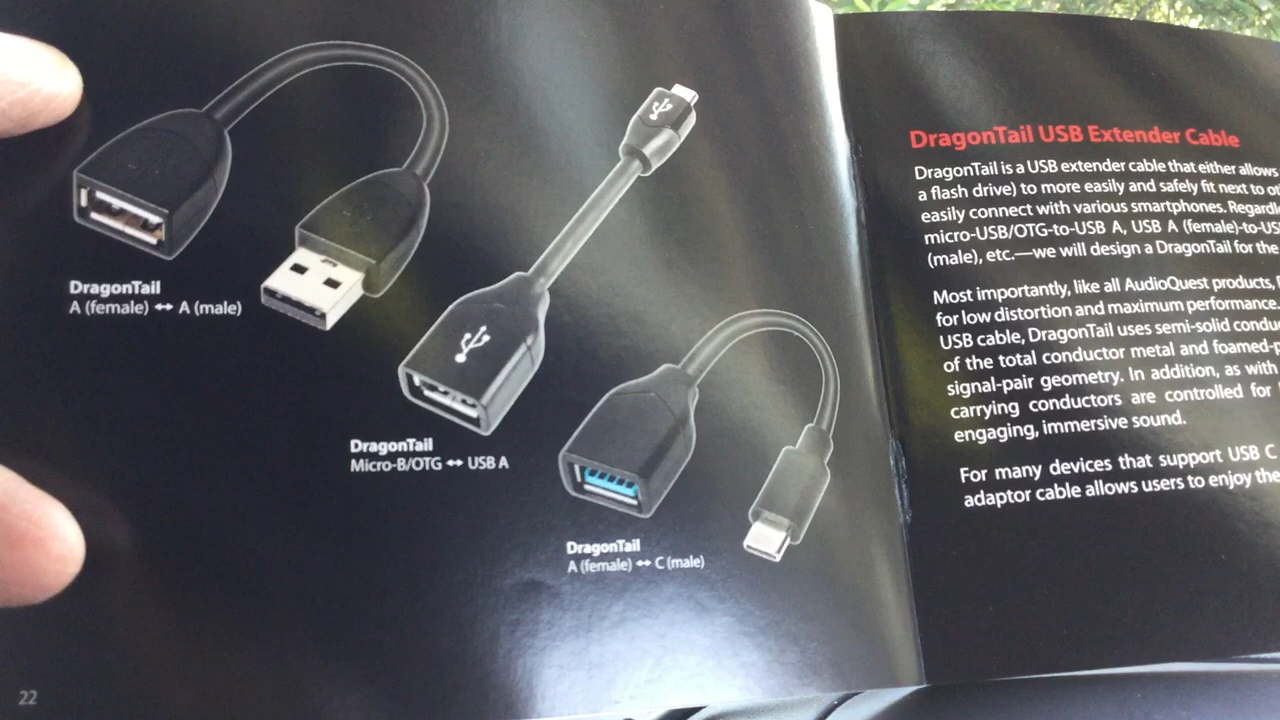 DragonTail
A (female) ↔ A (male)
DragonTail
Micro-B/OTG ↔ USB A
DragonTail
A (female) ↔ C (male)
22
DragonTail USB Extender Cable
DragonTail is a USB extender cable that either allows
a flash drive) to more easily and safely fit next to
easily connect with various smartphones.
micro-USB/OTG-to-USB A, USB A (female)-to-
(male), etc.—we will design a DragonTail for the
Most importantly, like all AudioQuest products,
for low distortion and maximum performance.
USB cable, DragonTail uses semi-solid
of the total conductor metal and
signal-pair geometry. In addition, as with
carrying conductors are controlled for
engaging, immersive sound.
For many devices that support USB C
adaptor cable allows users to enjoy the